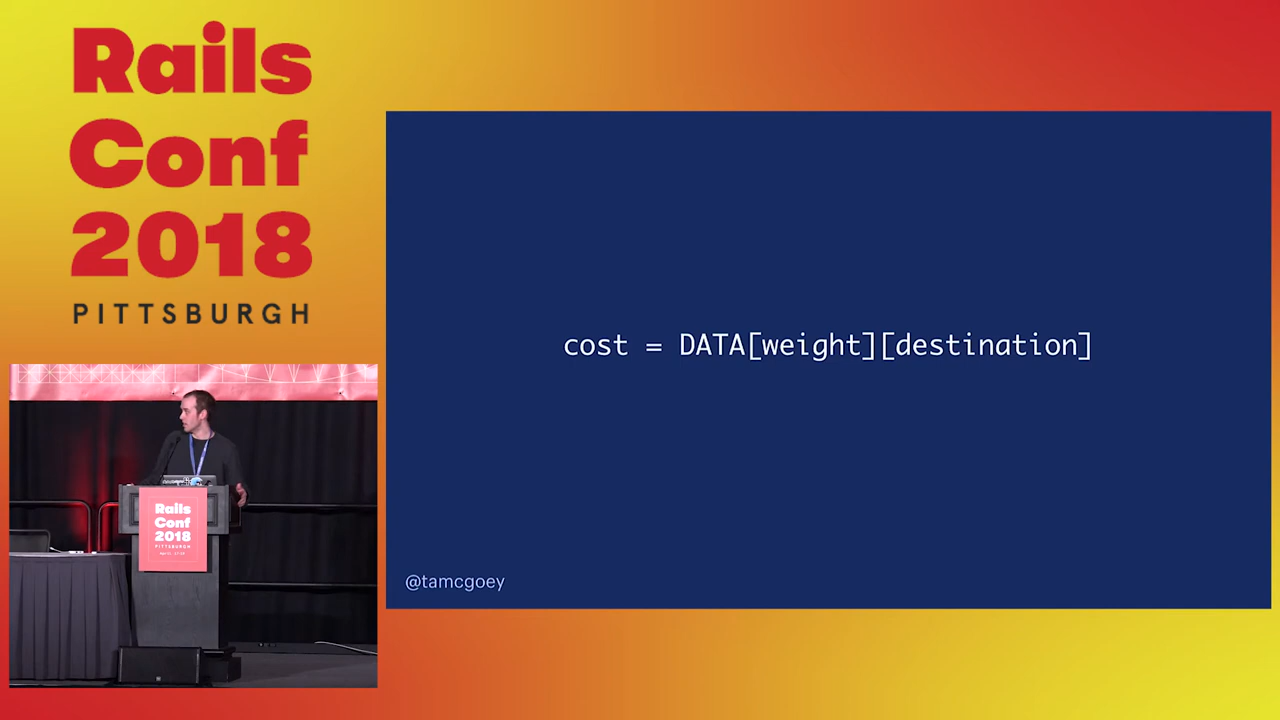 Rails
Conf
2018
PITTSBURGH
cost = DATA[weight][destination]
@tamcgoey
Rails
Conf
2018
PITTSBURGH